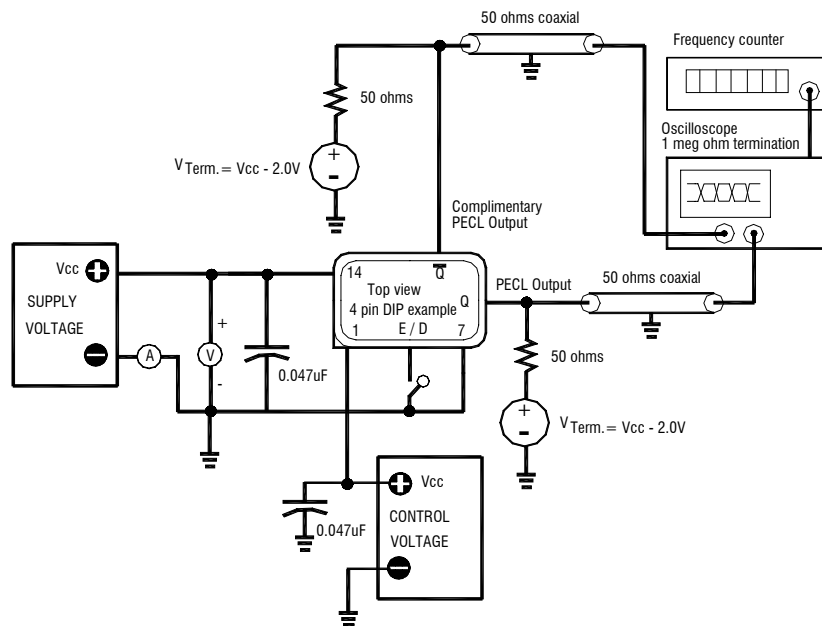 50 ohms coaxial
Frequency counter
50 ohms
Oscilloscope
1 meg ohm termination
+
-
V Term. = Vcc - 2.0V
Complimentary
PECL Output
Vcc
+
SUPPLY
VOLTAGE
-
A
+
V
-
0.047uF
14
Q
Top view
4 pin DIP example
Q
1
E / D
7
PECL Output
50 ohms coaxial
50 ohms
+
-
V Term. = Vcc - 2.0V
0.047uF
+
Vcc
CONTROL
VOLTAGE
-